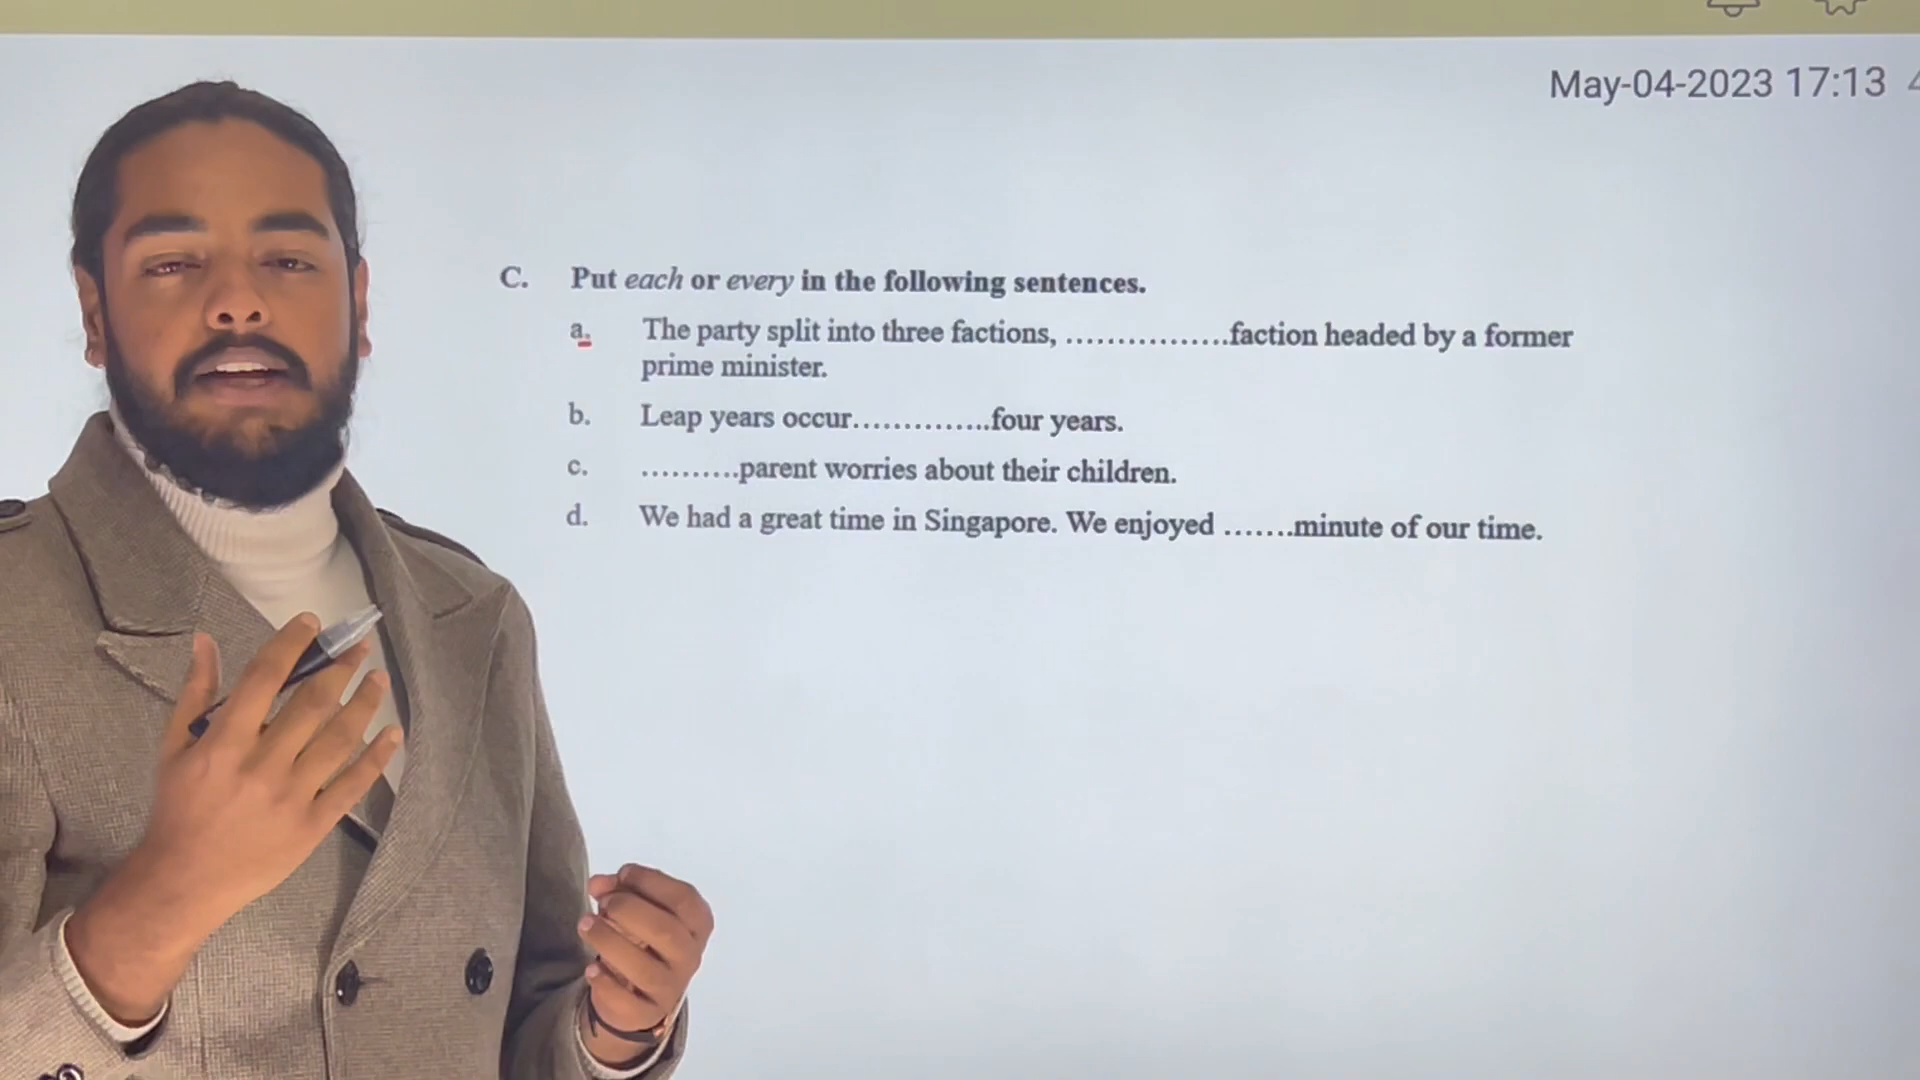 May-04-2023 17:13
C. Put each or every in the following sentences.
a. The party split into three factions, ................faction headed by a former
prime minister.
b. Leap years occur..............four years.
c. ..........parent worries about their children.
d. We had a great time in Singapore. We enjoyed .......minute of our time.